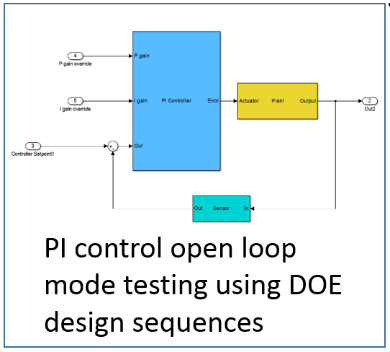 4
P gain override
P gain
6
I gain override
I gain PI Controller Error
Actuator Plant Output
2
Out2
3
Controller Setpoint1
Out
Out Sensor In
PI control open loop
mode testing using DOE
design sequences